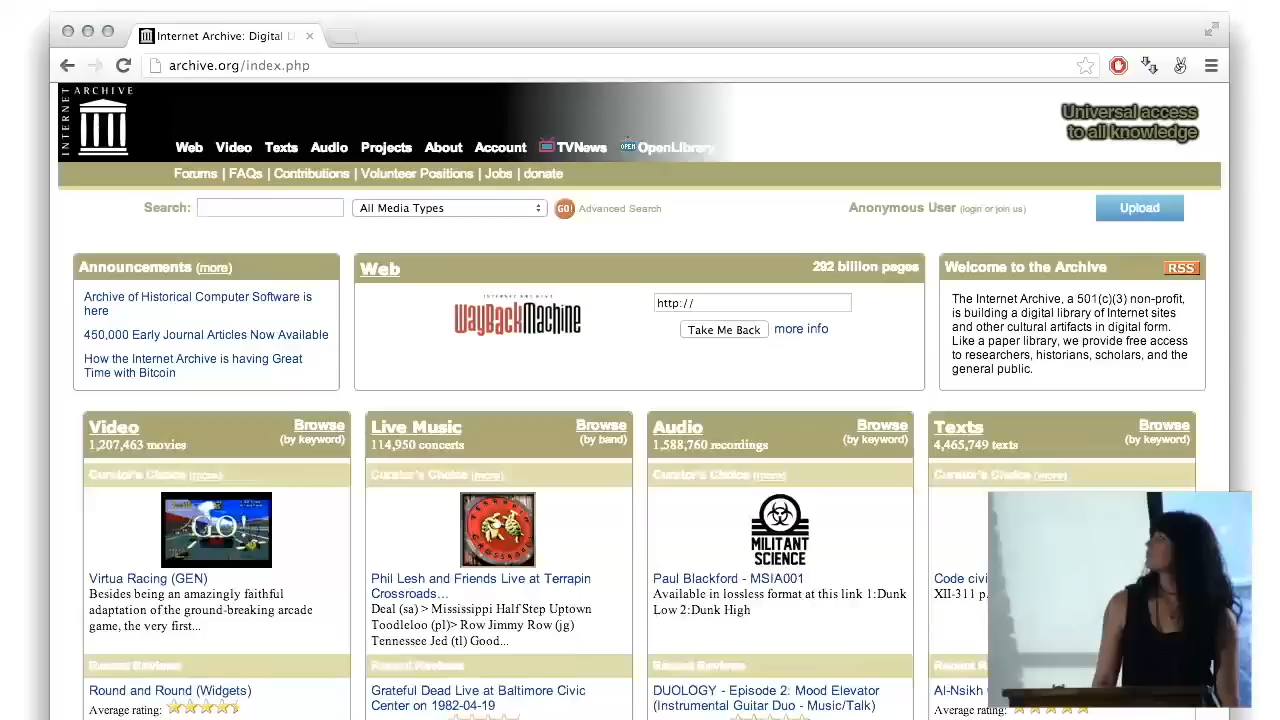 Internet Archive: Digital Li
archive.org/index.php
INTERNET ARCHIVE
Universal access
to all knowledge
Web Video Texts Audio Projects About Account TVNews OPEN OpenLibrary
Forums | FAQs | Contributions | Volunteer Positions | Jobs | donate
Search: All Media Types GO! Advanced Search Anonymous User (login or join us) Upload
Announcements (more)
Archive of Historical Computer Software is
here
450,000 Early Journal Articles Now Available
How the Internet Archive is having Great
Time with Bitcoin
Web 292 billion pages
INTERNET ARCHIVE
WayBackMachine
http://
Take Me Back more info
Welcome to the Archive RSS
The Internet Archive, a 501(c)(3) non-profit,
is building a digital library of Internet sites
and other cultural artifacts in digital form.
Like a paper library, we provide free access
to researchers, historians, scholars, and the
general public.
Video Browse
1,207,463 movies (by keyword)
Curator's Choice (more)
GO!
Virtua Racing (GEN)
Besides being an amazingly faithful
adaptation of the ground-breaking arcade
game, the very first...
Recent Reviews
Round and Round (Widgets)
Average rating:
Live Music Browse
114,950 concerts (by band)
Curator's Choice (more)
Phil Lesh and Friends Live at Terrapin
Crossroads...
Deal (sa) > Mississippi Half Step Uptown
Toodleloo (pl)> Row Jimmy Row (jg)
Tennessee Jed (tl) Good...
Recent Reviews
Grateful Dead Live at Baltimore Civic
Center on 1982-04-19
Audio Browse
1,588,760 recordings (by keyword)
Curator's Choice (more)
MILITANT
SCIENCE
Paul Blackford - MSIA001
Available in lossless format at this link 1:Dunk
Low 2:Dunk High
Recent Reviews
DUOLOGY - Episode 2: Mood Elevator
(Instrumental Guitar Duo - Music/Talk)
Texts Browse
4,465,749 texts (by keyword)
Curator's Choice (more)
Code civi
XII-311 p.
Recent R
Al-Nsikh
Average rating: